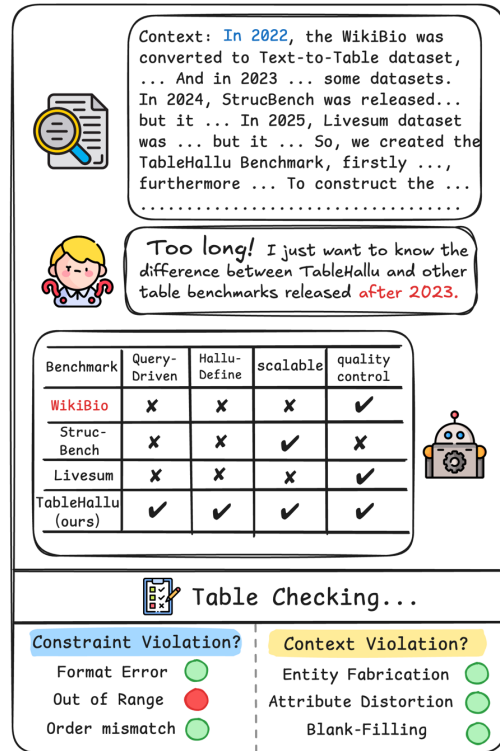 Context: In 2022, the WikiBio was
converted to Text-to-Table dataset,
... And in 2023 ... some datasets.
In 2024, StrucBench was released...
but it ... In 2025, Livesum dataset
was ... but it ... So, we created the
TableHallu Benchmark, firstly ...,
furthermore ... To construct the ...
...................................
Too long! I just want to know the
difference between TableHallu and other
table benchmarks released after 2023.
Benchmark Query-Driven Hallu-Define scalable quality control
WikiBio ✘ ✘ ✘ ✔
Struc-Bench ✘ ✘ ✔ ✘
Livesum ✘ ✘ ✘ ✔
TableHallu (ours) ✔ ✔ ✔ ✔
Table Checking...
Constraint Violation?
Format Error
Out of Range
Order mismatch
Context Violation?
Entity Fabrication
Attribute Distortion
Blank-Filling